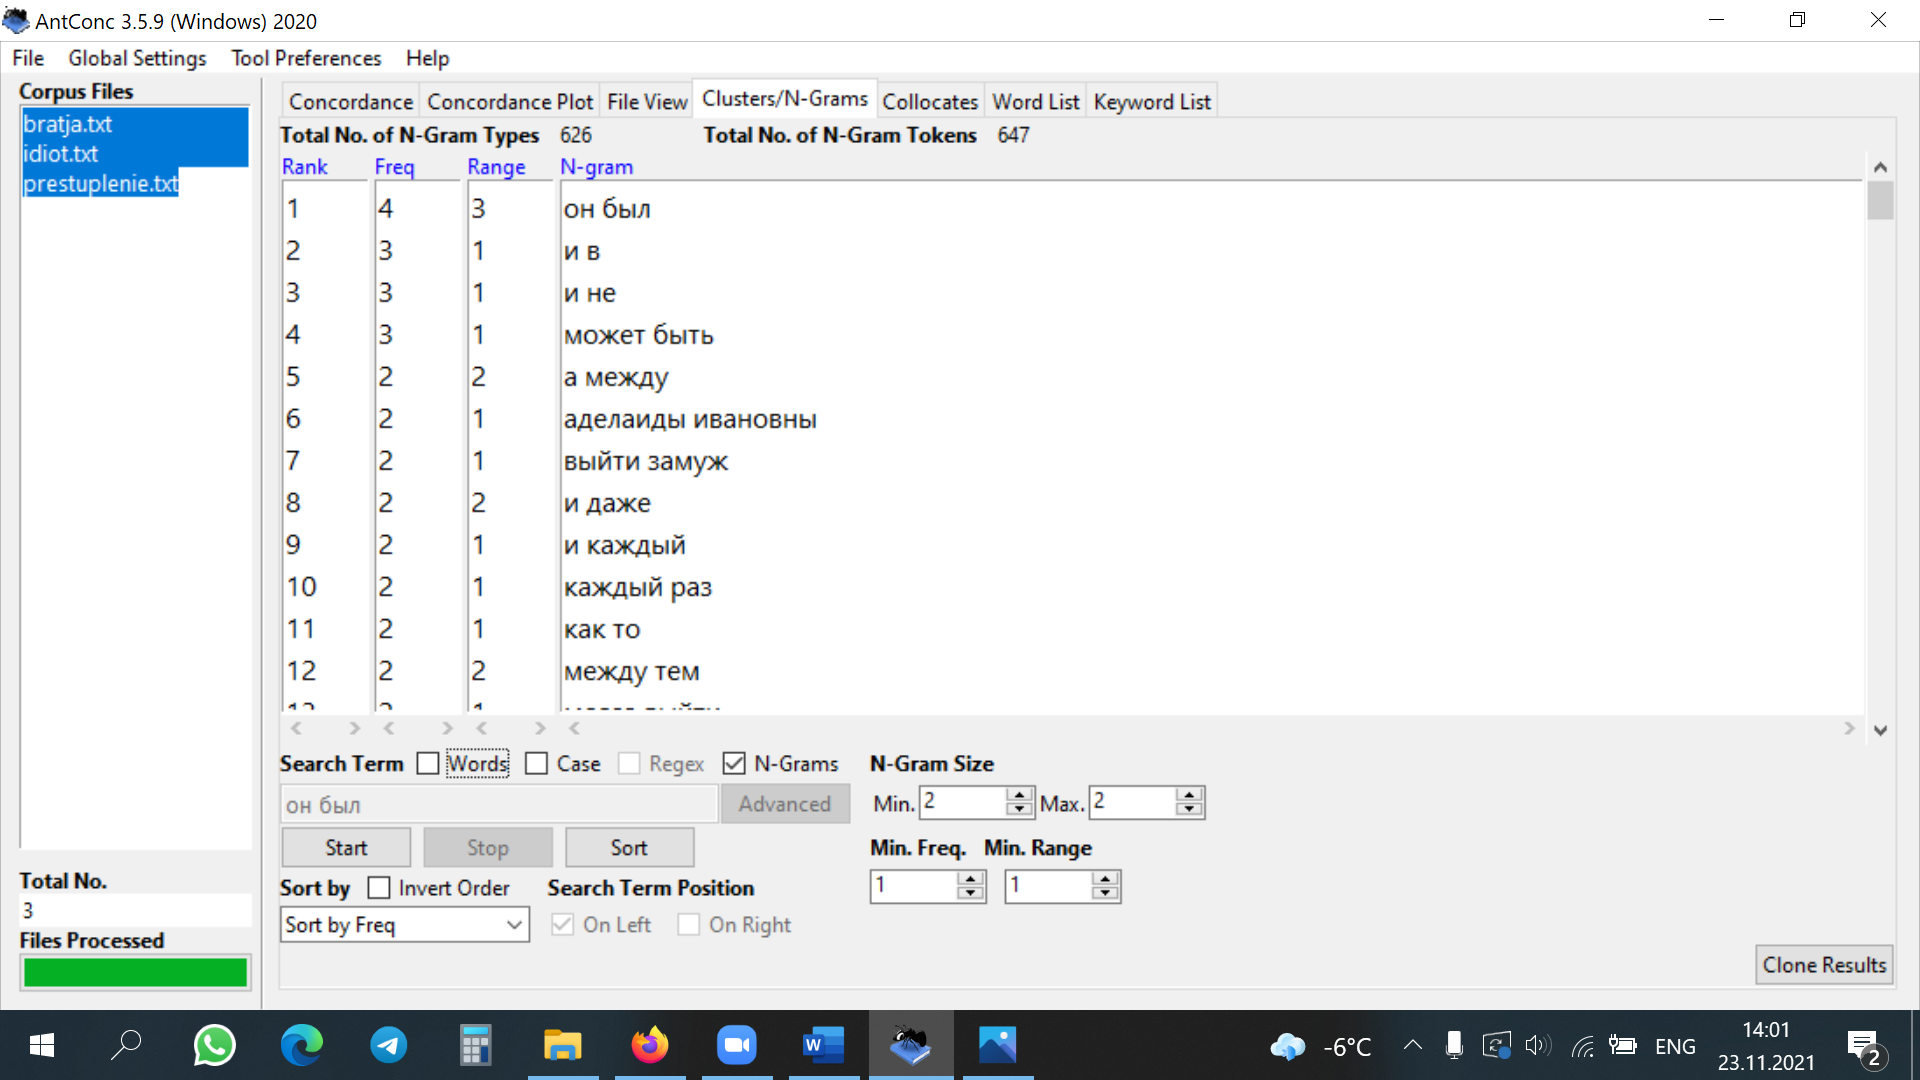 AntConc 3.5.9 (Windows) 2020
File Global Settings Tool Preferences Help
Corpus Files
bratja.txt
idiot.txt
prestuplenie.txt
Concordance Concordance Plot File View Clusters/N-Grams Collocates Word List Keyword List
Total No. of N-Gram Types 626 Total No. of N-Gram Tokens 647
Rank Freq Range N-gram
1 4 3 он был
2 3 1 и в
3 3 1 и не
4 3 1 может быть
5 2 2 а между
6 2 1 аделаиды ивановны
7 2 1 выйти замуж
8 2 2 и даже
9 2 1 и каждый
10 2 1 каждый раз
11 2 1 как то
12 2 2 между тем
Search Term Words Case Regex N-Grams N-Gram Size
он был Advanced Min. 2 Max. 2
Start Stop Sort Min. Freq. Min. Range
Sort by Invert Order Search Term Position 1 1
Sort by Freq On Left On Right
Total No.
3
Files Processed
Clone Results
-6°C ENG 14:01
23.11.2021 2